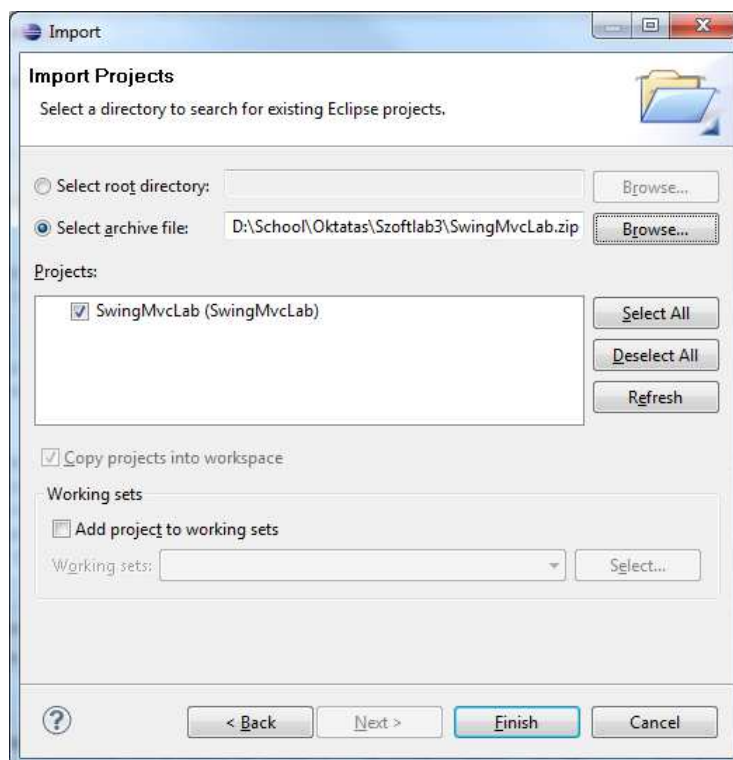 Import
Import Projects
Select a directory to search for existing Eclipse projects.
Select root directory:
Browse...
Select archive file:
D:\School\Oktatas\Szoftlab3\SwingMvcLab.zip
Browse...
Projects:
SwingMvcLab (SwingMvcLab)
Select All
Deselect All
Refresh
Copy projects into workspace
Working sets
Add project to working sets
Working sets:
Select...
?
< Back
Next >
Finish
Cancel